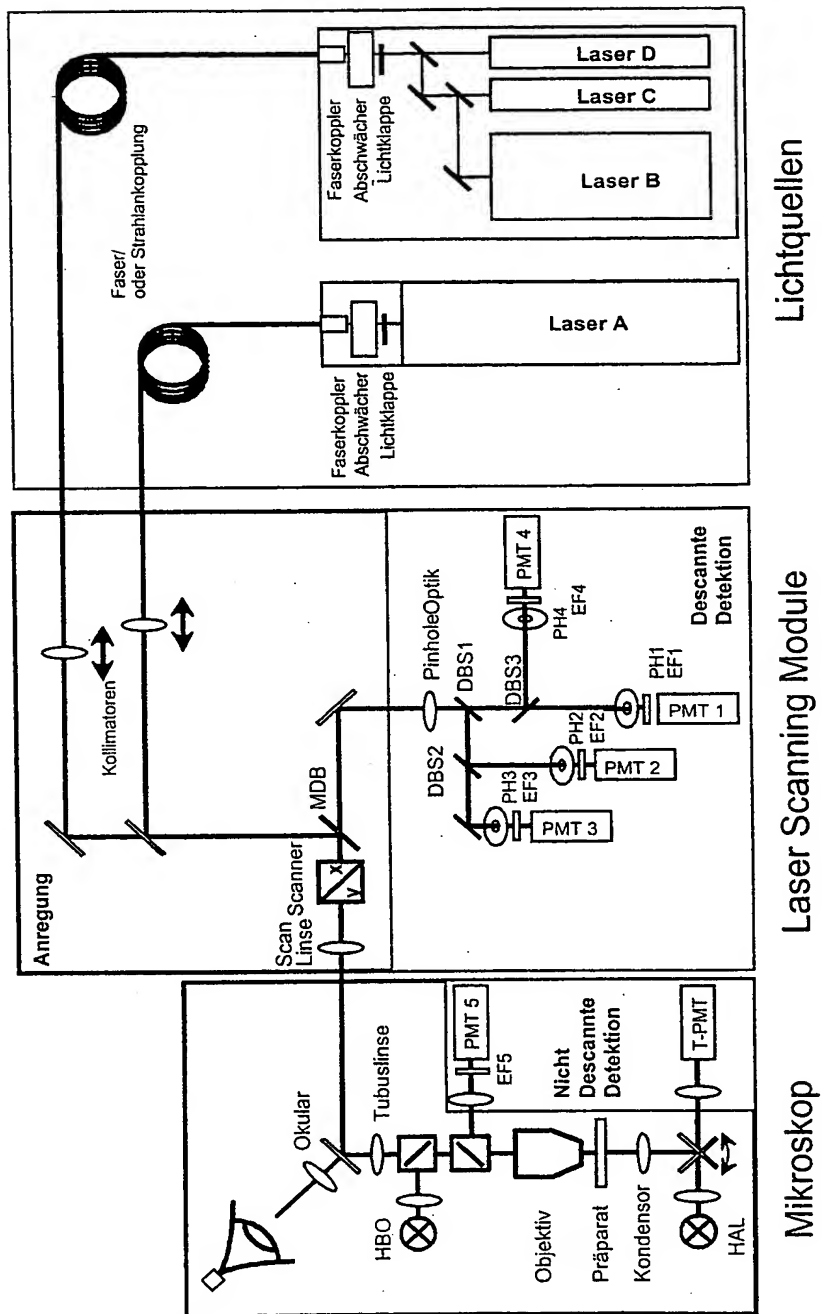 Faser/
oder Strahlankopplung
Faserkoppler
Abschwächer
Lichtklappe
Laser D
Laser C
Laser B
Faserkoppler
Abschwächer
Lichtklappe
Laser A
Lichtquellen
Anregung
Kollimatoren
MDB
Scanner
x
y
Scan
Linse
PinholeOptik
DBS1
DBS2
DBS3
PMT 4
PH4
EF4
PH1
EF1
PMT 1
PH2
EF2
PMT 2
PH3
EF3
PMT 3
Descannte
Detektion
Laser Scanning Module
Okular
Tubuslinse
HBO
PMT 5
EF5
Nicht
Descannte
Detektion
T-PMT
Objektiv
Präparat
Kondensor
HAL
Mikroskop